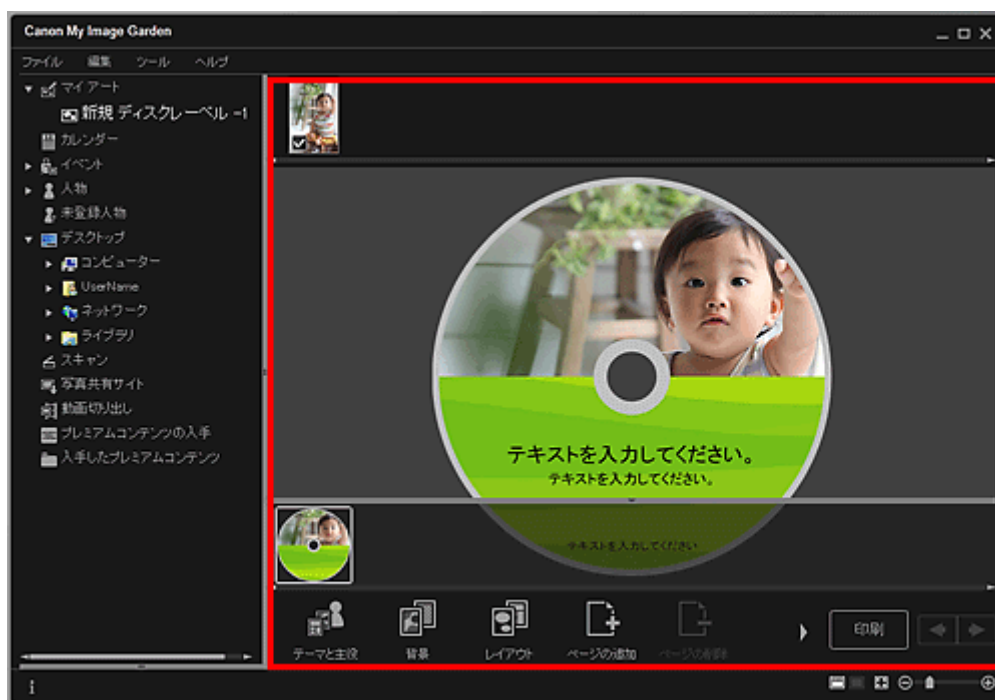 Canon My Image Garden
ファイル 編集 ツール ヘルプ
マイ アート
新規 ディスクレーベル -1
カレンダー
イベント
人物
未登録人物
デスクトップ
コンピューター
UserName
ネットワーク
ライブラリ
スキャン
写真共有サイト
動画切り出し
プレミアムコンテンツの入手
入手したプレミアムコンテンツ
テキストを入力してください。
テキストを入力してください。
テキストを入力してください
テーマと主役 背景 レイアウト ページの追加 ページの削除 印刷